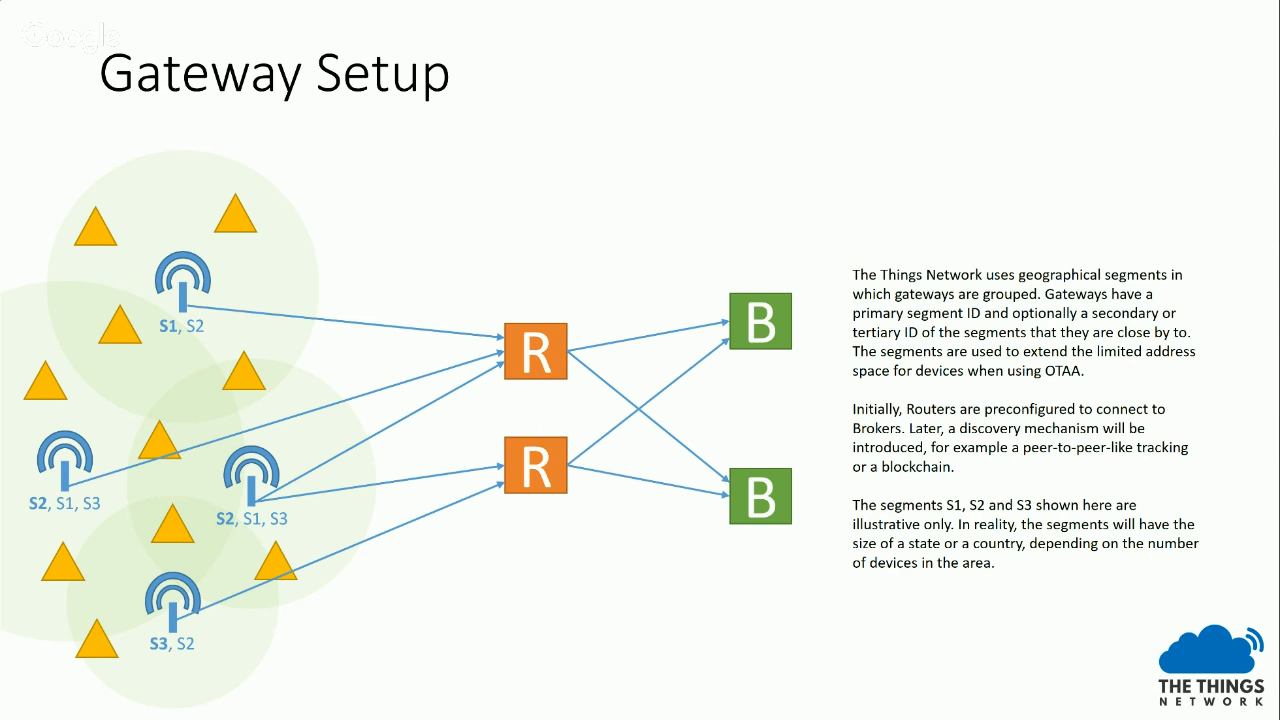 Google
Gateway Setup
S1, S2
S2, S1, S3
S2, S1, S3
S3, S2
R
R
B
B
The Things Network uses geographical segments in
which gateways are grouped. Gateways have a
primary segment ID and optionally a secondary or
tertiary ID of the segments that they are close by to.
The segments are used to extend the limited address
space for devices when using OTAA.
Initially, Routers are preconfigured to connect to
Brokers. Later, a discovery mechanism will be
introduced, for example a peer-to-peer-like tracking
or a blockchain.
The segments S1, S2 and S3 shown here are
illustrative only. In reality, the segments will have the
size of a state or a country, depending on the number
of devices in the area.
THE THINGS
NETWORK